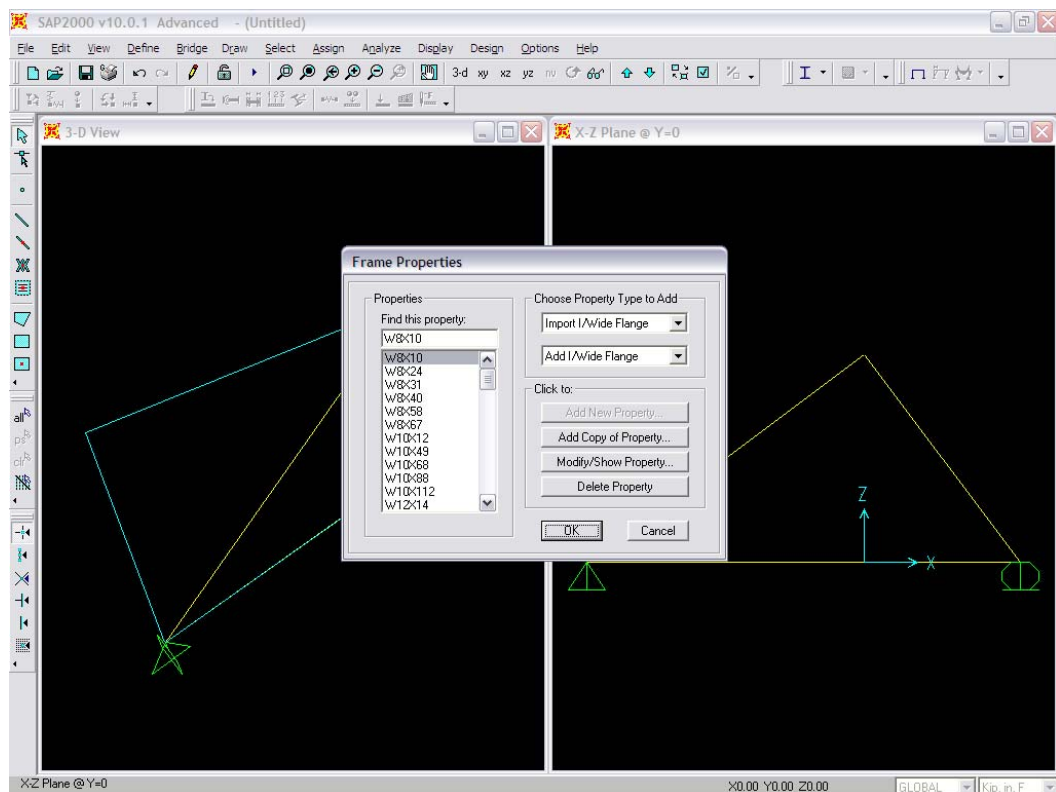 SAP2000 v10.0.1 Advanced - (Untitled)
File Edit View Define Bridge Draw Select Assign Analyze Display Design Options Help
3-d xy xz yz nv
3-D View
X-Z Plane @ Y=0
all
ps
clr
Frame Properties
Properties
Find this property:
W8X10
W8X10
W8X24
W8X31
W8X40
W8X58
W8X67
W10X12
W10X49
W10X68
W10X88
W10X112
W12X14
Choose Property Type to Add
Import I/Wide Flange
Add I/Wide Flange
Click to:
Add New Property...
Add Copy of Property...
Modify/Show Property...
Delete Property
OK Cancel
Z
X
X-Z Plane @ Y=0
X0.00 Y0.00 Z0.00
GLOBAL
Kip, in, F